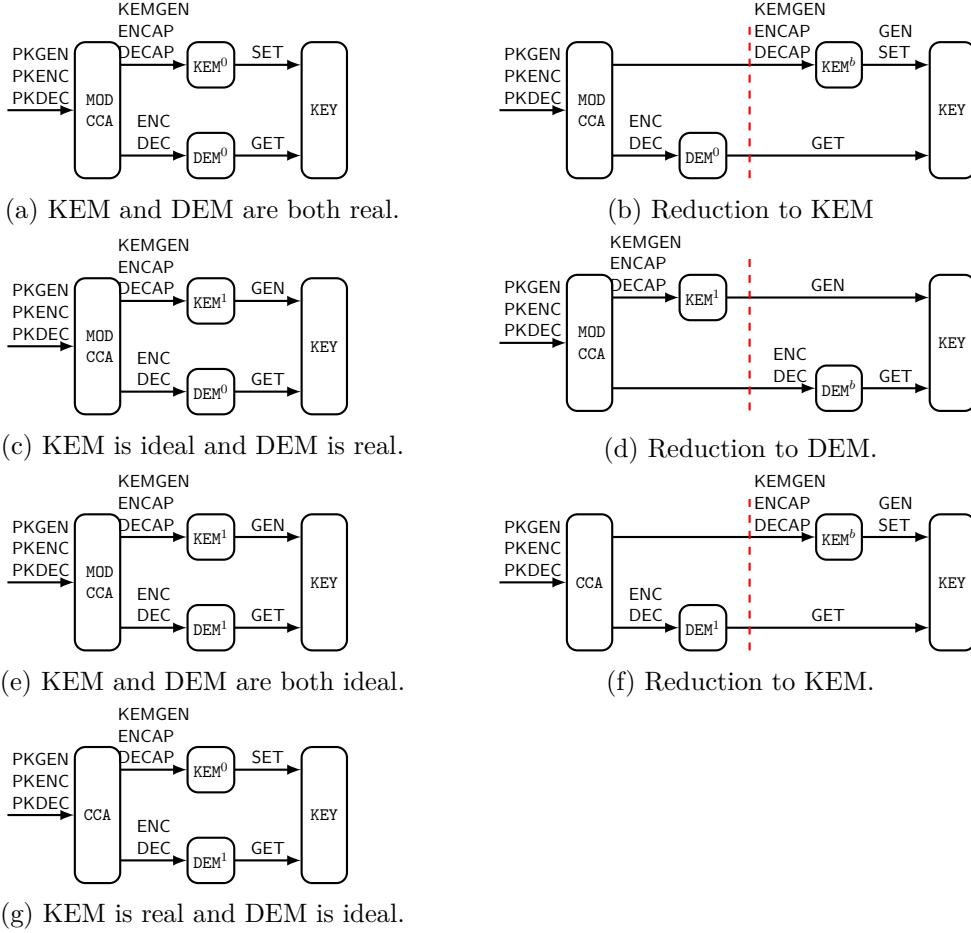 KEMGEN
ENCAP
DECAP
SET
PKGEN
PKENC
PKDEC
MOD
CCA
KEM⁰
KEY
ENC
DEC
DEM⁰
GET
(a) KEM and DEM are both real.
KEMGEN
ENCAP
DECAP
GEN
SET
PKGEN
PKENC
PKDEC
MOD
CCA
KEMᵇ
KEY
ENC
DEC
DEM⁰
GET
(b) Reduction to KEM
KEMGEN
ENCAP
DECAP
GEN
PKGEN
PKENC
PKDEC
MOD
CCA
KEM¹
KEY
ENC
DEC
DEM⁰
GET
(c) KEM is ideal and DEM is real.
KEMGEN
ENCAP
DECAP
GEN
PKGEN
PKENC
PKDEC
MOD
CCA
KEM¹
KEY
ENC
DEC
DEMᵇ
GET
(d) Reduction to DEM.
KEMGEN
ENCAP
DECAP
GEN
PKGEN
PKENC
PKDEC
MOD
CCA
KEM¹
KEY
ENC
DEC
DEM¹
GET
(e) KEM and DEM are both ideal.
KEMGEN
ENCAP
DECAP
GEN
SET
PKGEN
PKENC
PKDEC
CCA
KEMᵇ
KEY
ENC
DEC
DEM¹
GET
(f) Reduction to KEM.
KEMGEN
ENCAP
DECAP
SET
PKGEN
PKENC
PKDEC
CCA
KEM⁰
KEY
ENC
DEC
DEM¹
GET
(g) KEM is real and DEM is ideal.